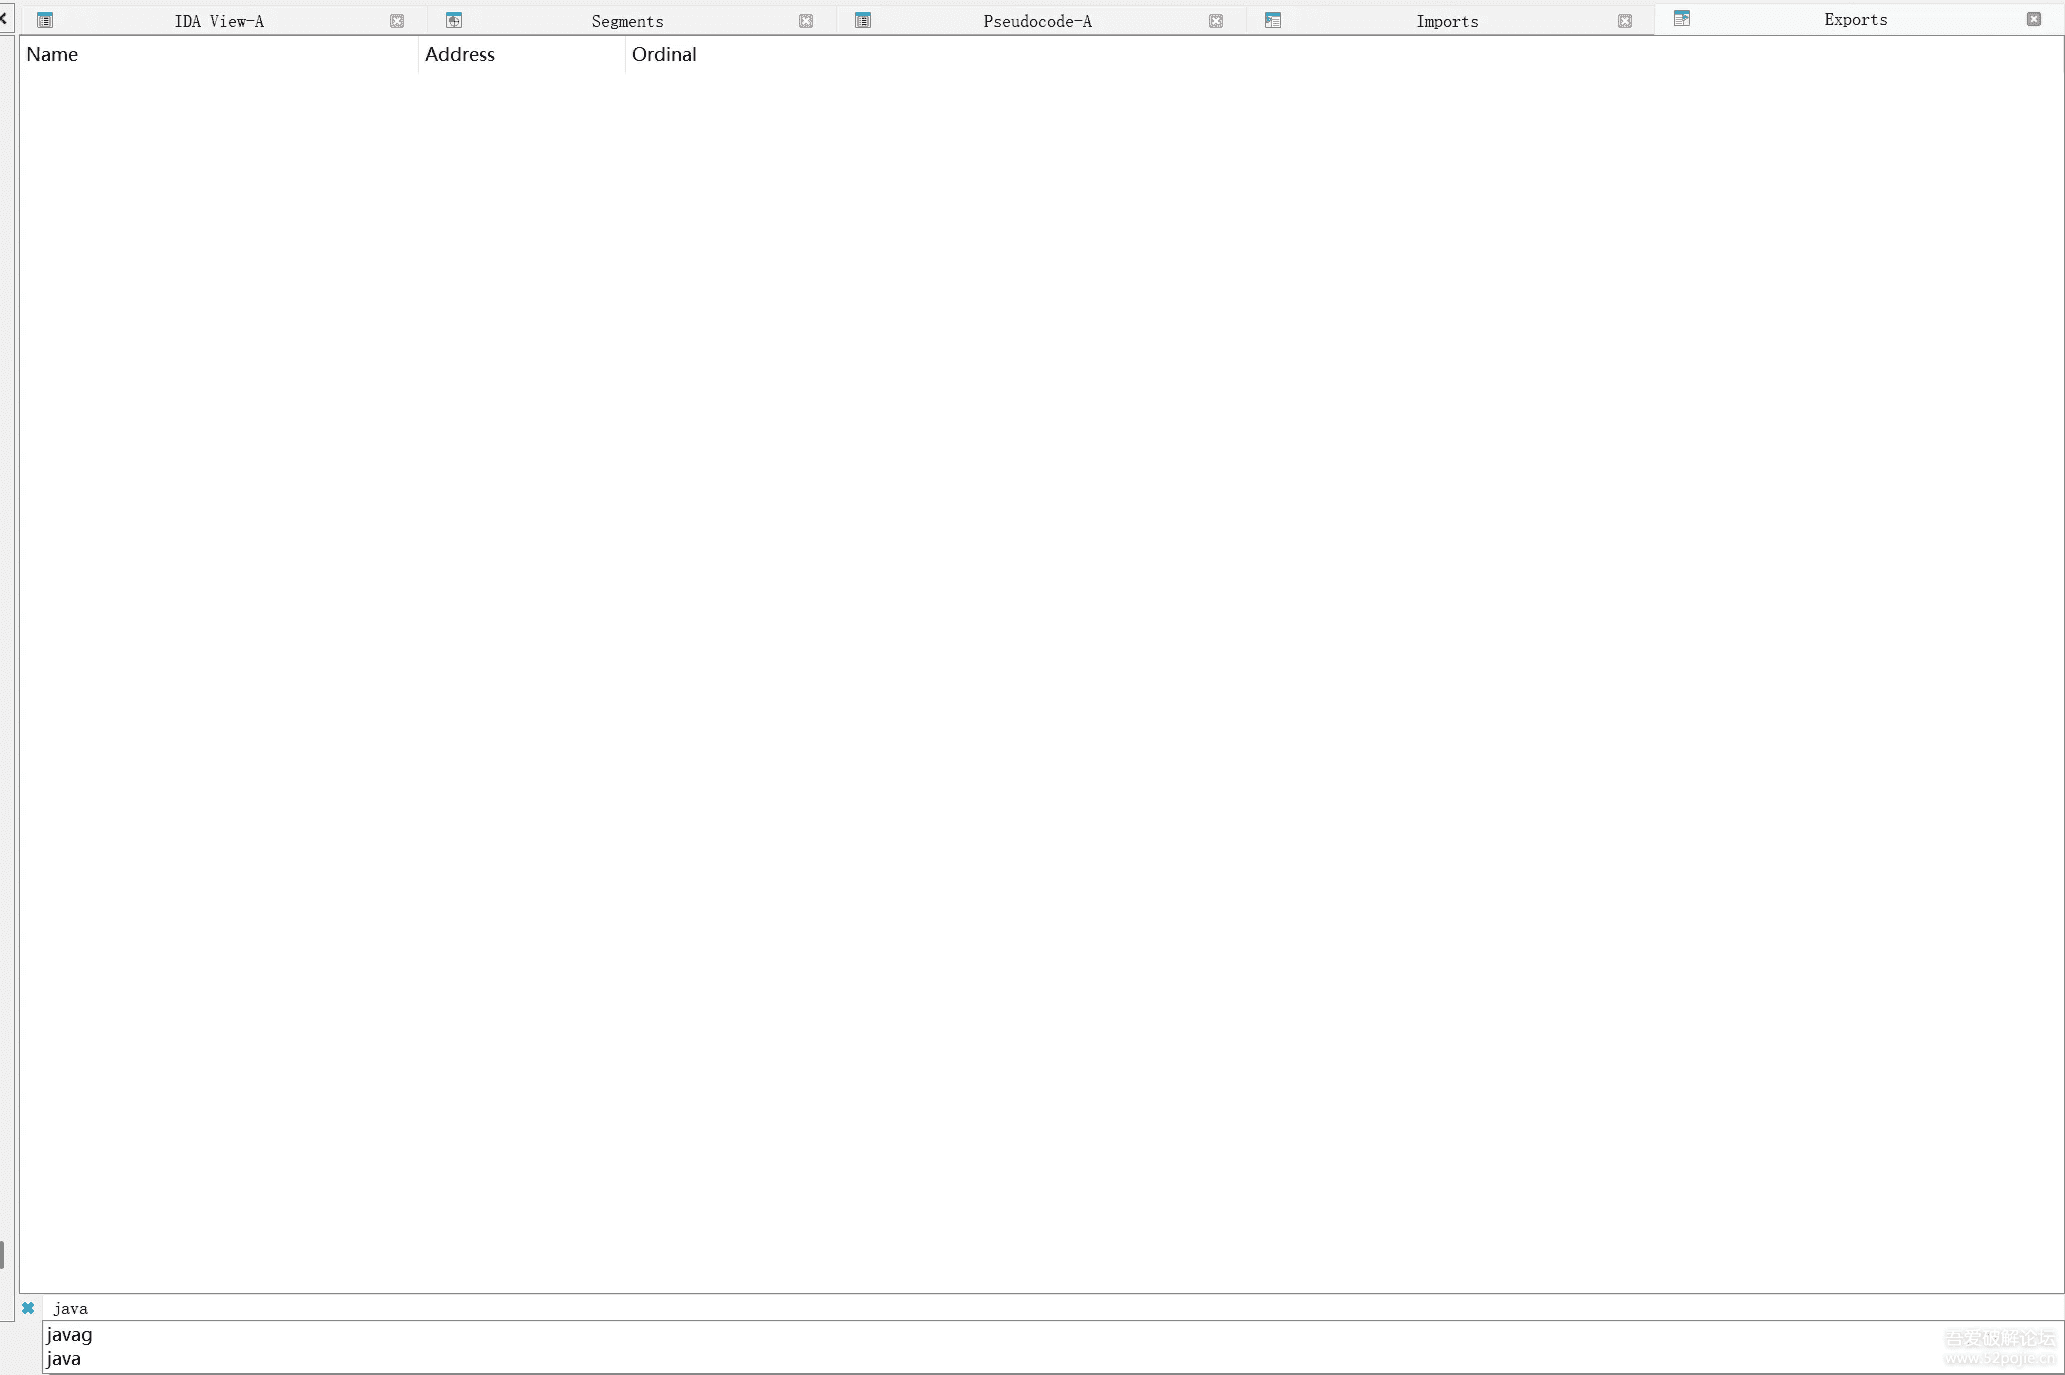 IDA View-A
Segments
Pseudocode-A
Imports
Exports
Name
Address
Ordinal
java
javag
java
吾爱破解论坛
www.52pojie.cn